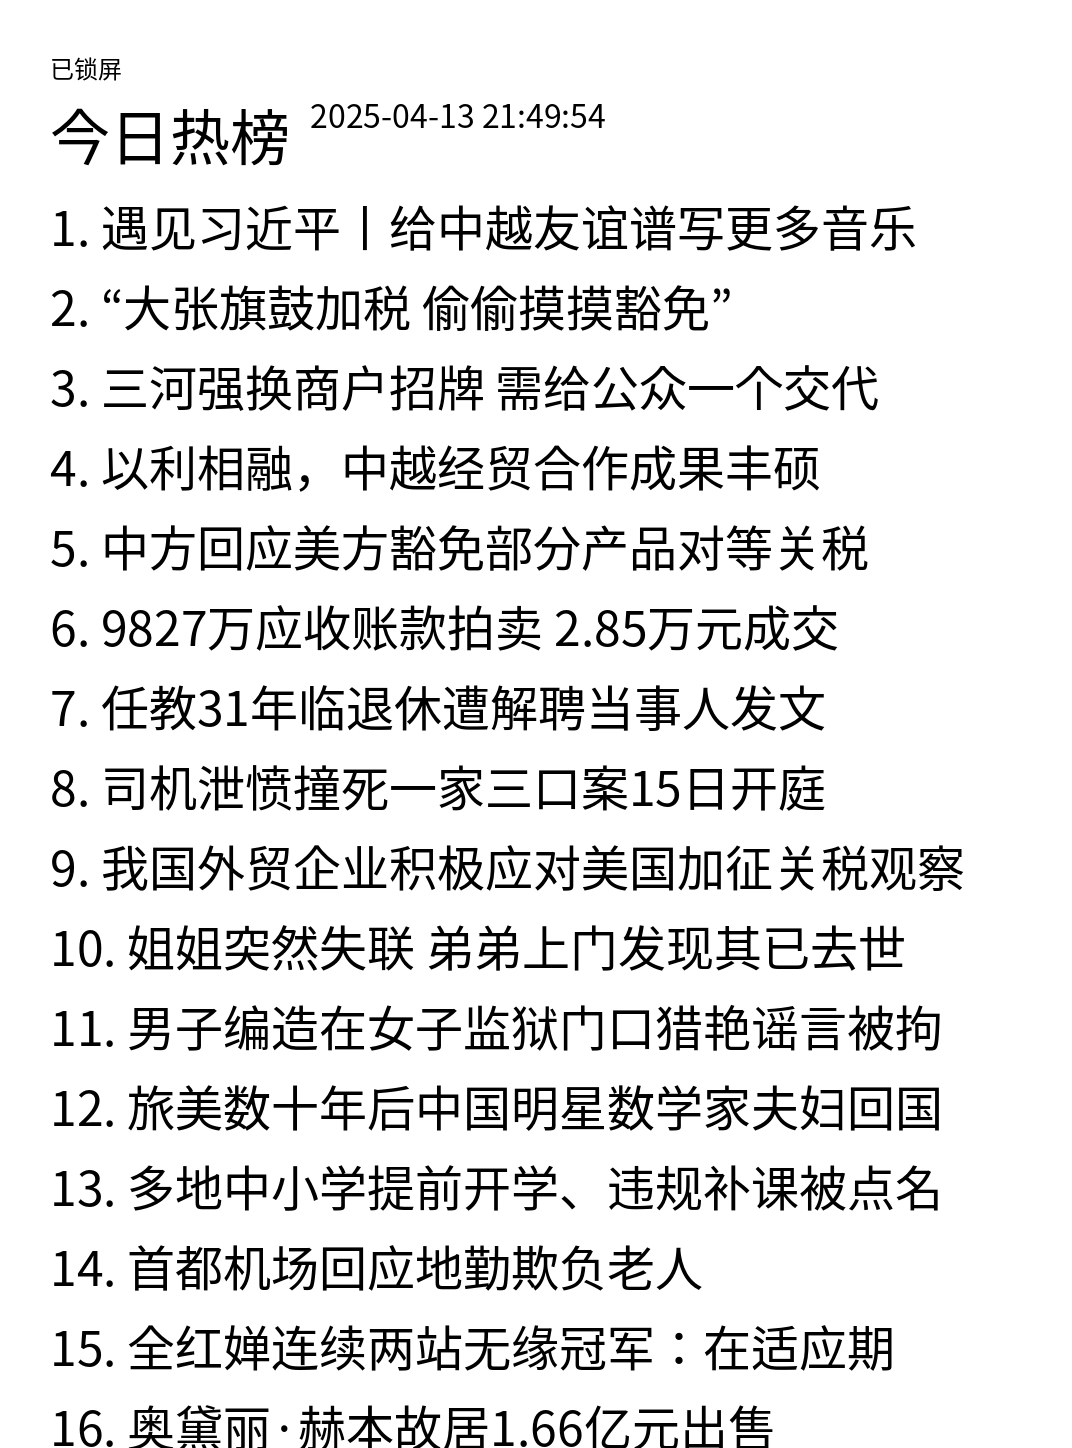 已锁屏
今日热榜 2025-04-13 21:49:54
1. 遇见习近平丨给中越友谊谱写更多音乐
2. “大张旗鼓加税 偷偷摸摸豁免”
3. 三河强换商户招牌 需给公众一个交代
4. 以利相融，中越经贸合作成果丰硕
5. 中方回应美方豁免部分产品对等关税
6. 9827万应收账款拍卖 2.85万元成交
7. 任教31年临退休遭解聘当事人发文
8. 司机泄愤撞死一家三口案15日开庭
9. 我国外贸企业积极应对美国加征关税观察
10. 姐姐突然失联 弟弟上门发现其已去世
11. 男子编造在女子监狱门口猎艳谣言被拘
12. 旅美数十年后中国明星数学家夫妇回国
13. 多地中小学提前开学、违规补课被点名
14. 首都机场回应地勤欺负老人
15. 全红婵连续两站无缘冠军：在适应期
16. 奥黛丽·赫本故居1.66亿元出售